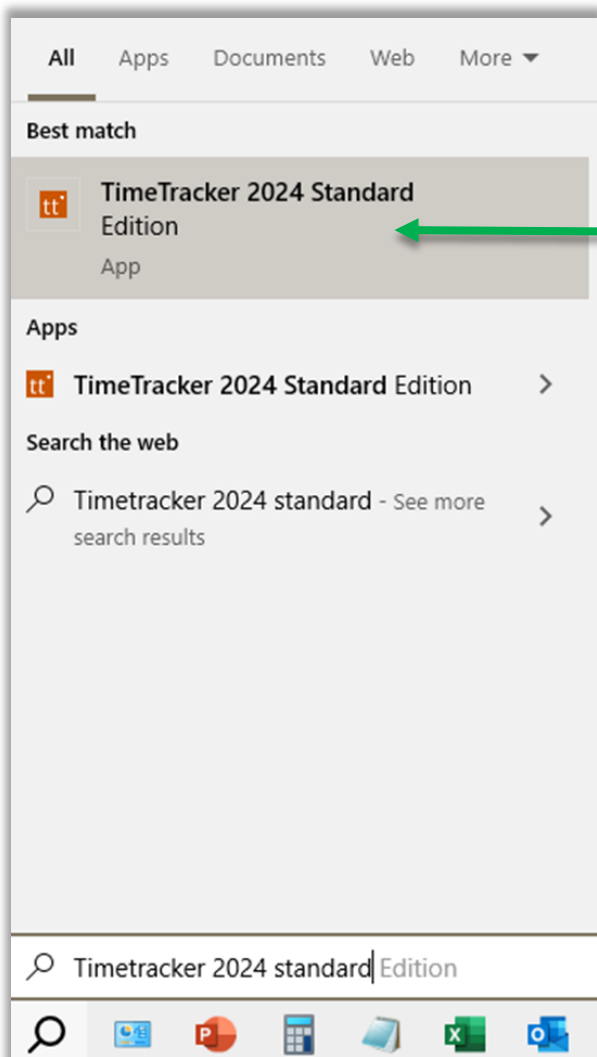 All Apps Documents Web More
Best match
tt
TimeTracker 2024 Standard
Edition
App
Apps
tt TimeTracker 2024 Standard Edition
Search the web
Timetracker 2024 standard - See more
search results
Timetracker 2024 standard Edition
P X O